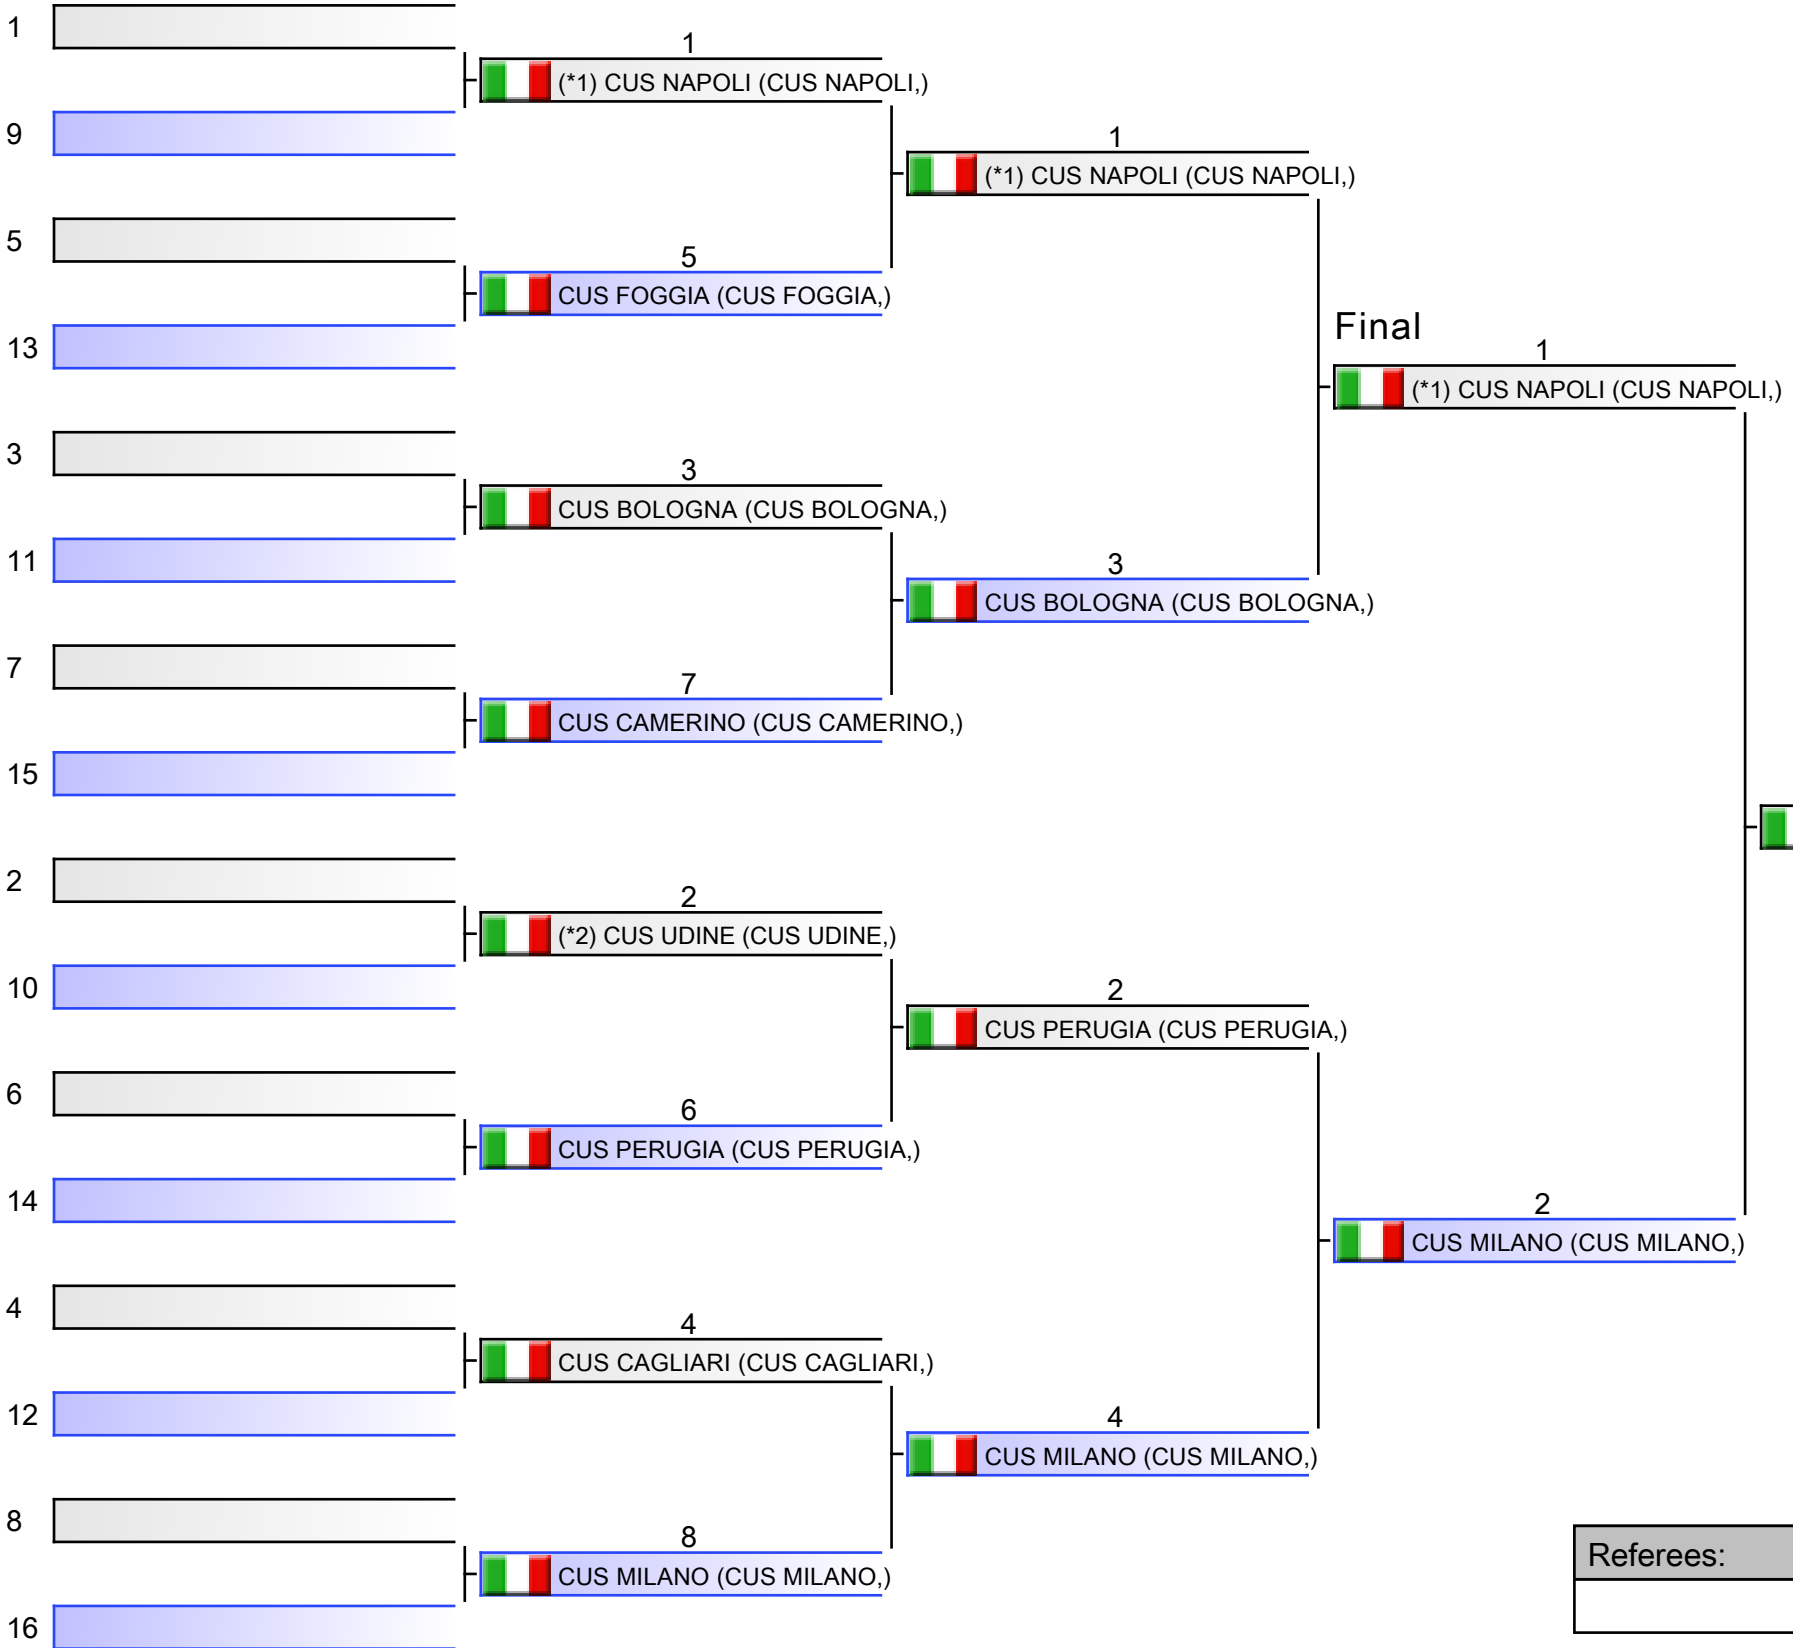 1
1
(*1) CUS NAPOLI (CUS NAPOLI,)
9
1
(*1) CUS NAPOLI (CUS NAPOLI,)
5
5
CUS FOGGIA (CUS FOGGIA,)
13
Final
1
(*1) CUS NAPOLI (CUS NAPOLI,)
3
3
CUS BOLOGNA (CUS BOLOGNA,)
11
3
CUS BOLOGNA (CUS BOLOGNA,)
7
7
CUS CAMERINO (CUS CAMERINO,)
15
2
2
(*2) CUS UDINE (CUS UDINE,)
10
2
CUS PERUGIA (CUS PERUGIA,)
6
6
CUS PERUGIA (CUS PERUGIA,)
14
2
CUS MILANO (CUS MILANO,)
4
4
CUS CAGLIARI (CUS CAGLIARI,)
12
4
CUS MILANO (CUS MILANO,)
8
8
CUS MILANO (CUS MILANO,)
Referees:
16